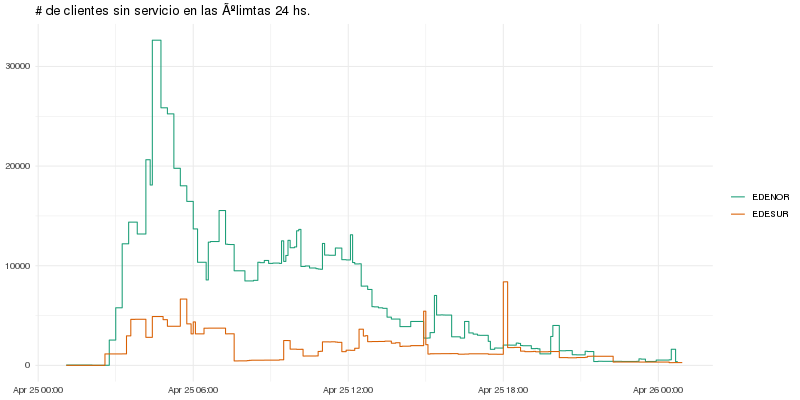 # de clientes sin servicio en las Ãºlimtas 24 hs.
30000
20000
10000
0
Apr 25 00:00
Apr 25 06:00
Apr 25 12:00
Apr 25 18:00
Apr 26 00:00
EDENOR
EDESUR